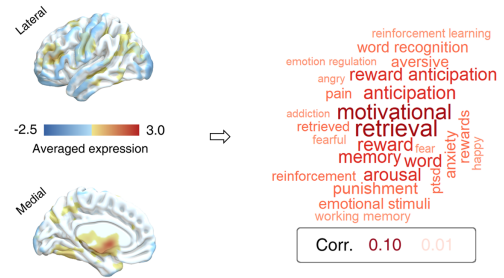 Lateral
-2.5
3.0
Averaged expression
Medial
reinforcement learning
word recognition
emotion regulation
aversive
angry
reward anticipation
pain
anticipation
addiction
motivational
retrieved
retrieval
fearful
reward
fear
memory
word
anxiety
rewards
happy
reinforcement
arousal
ptsd
punishment
emotional stimuli
working memory
Corr. 0.10 0.01